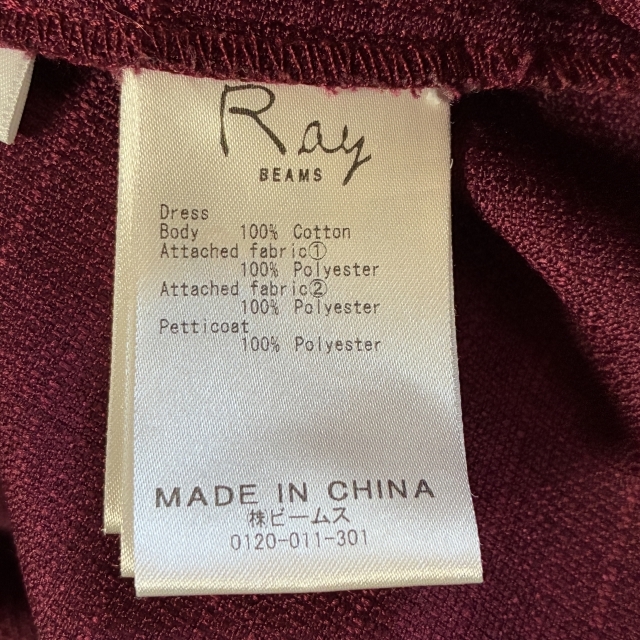 Ray
BEAMS
Dress
Body 100% Cotton
Attached fabric①
100% Polyester
Attached fabric②
100% Polyester
Petticoat
100% Polyester
MADE IN CHINA
㈱ビームス
0120-011-301